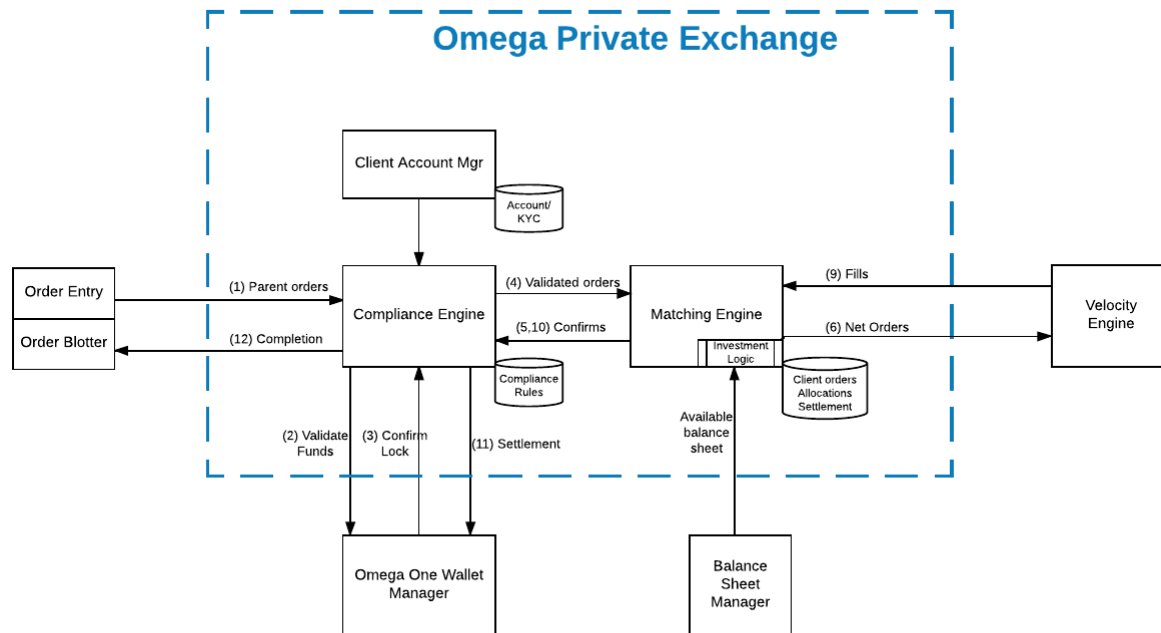 Omega Private Exchange
Client Account Mgr
Account/
KYC
Order Entry
(1) Parent orders
Compliance Engine
(4) Validated orders
Matching Engine
(9) Fills
Velocity
Engine
Order Blotter
(12) Completion
(5,10) Confirms
(6) Net Orders
Investment
Logic
Compliance
Rules
Client orders
Allocations
Settlement
(2) Validate
Funds
(3) Confirm
Lock
(11) Settlement
Available
balance
sheet
Omega One Wallet
Manager
Balance
Sheet
Manager